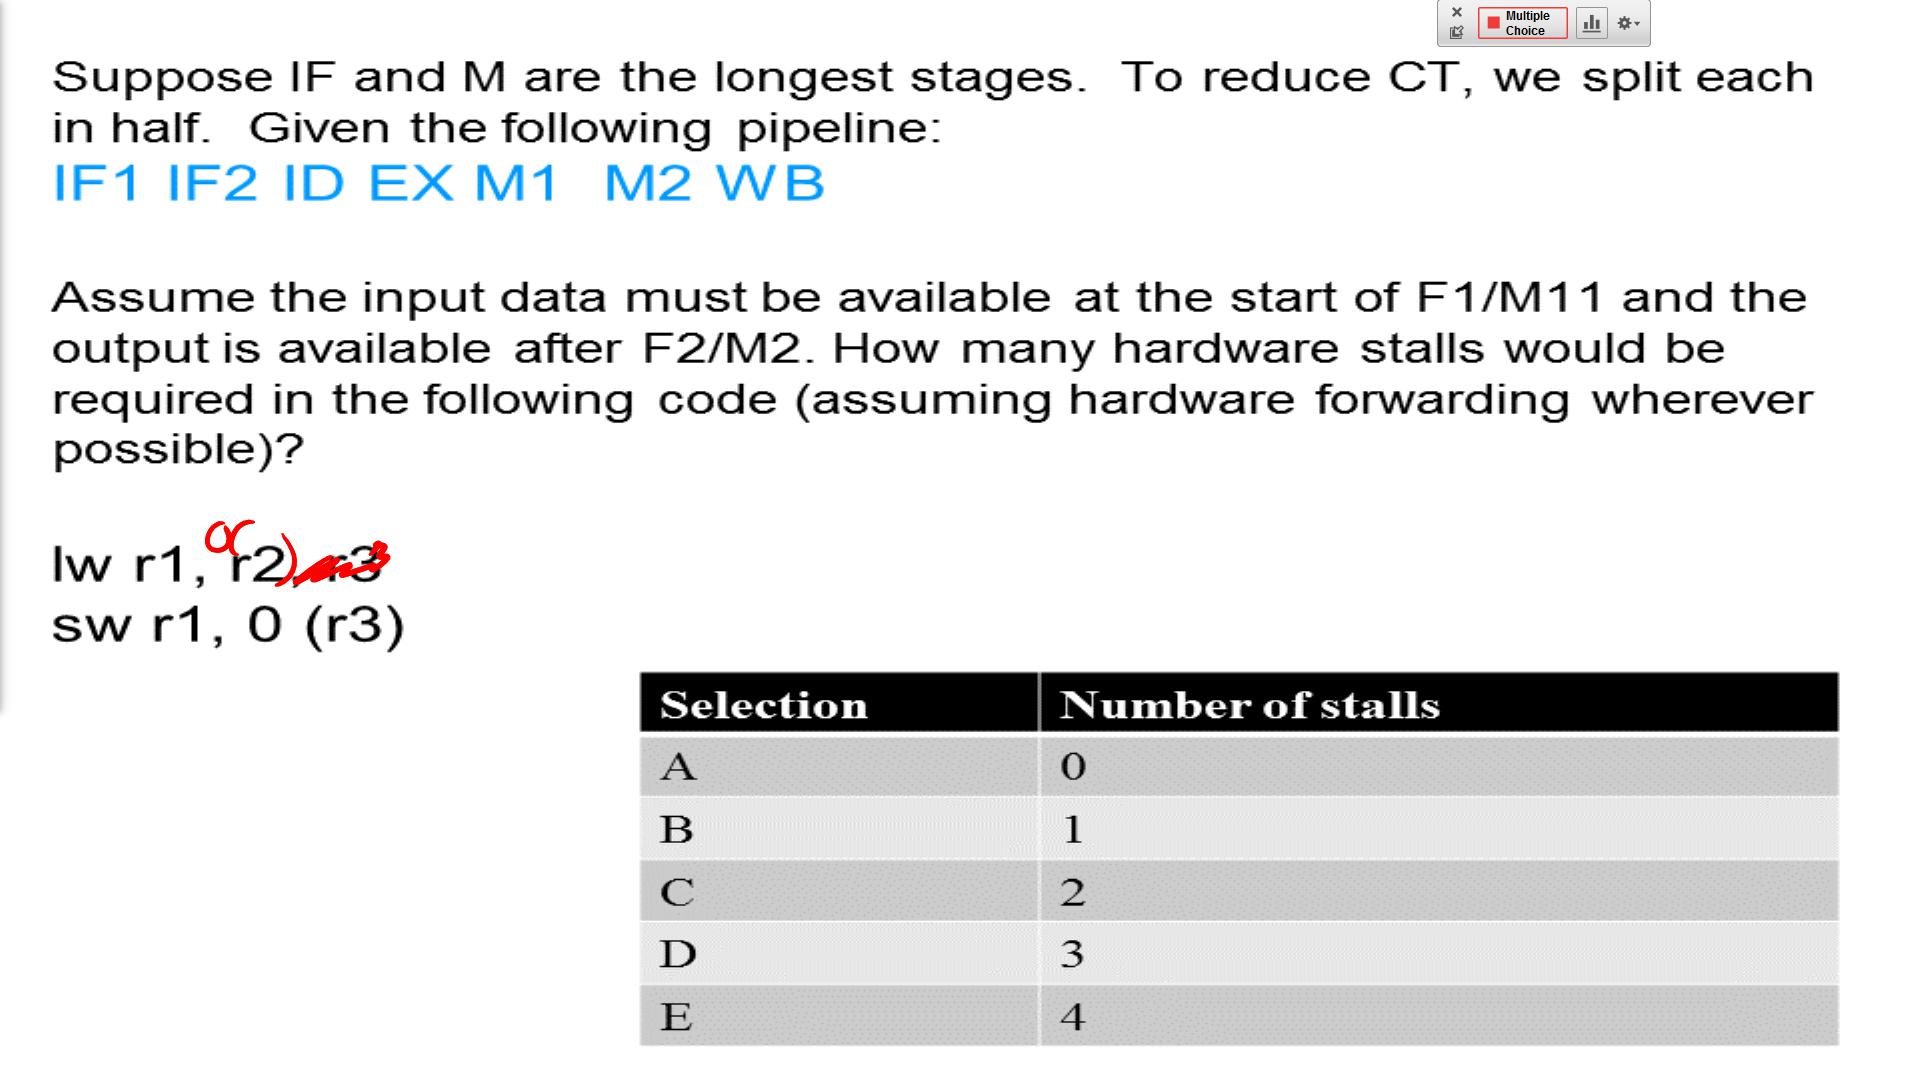 Multiple
Choice
Suppose IF and M are the longest stages. To reduce CT, we split each
in half. Given the following pipeline:
IF1 IF2 ID EX M1 M2 WB
Assume the input data must be available at the start of F1/M11 and the
output is available after F2/M2. How many hardware stalls would be
required in the following code (assuming hardware forwarding wherever
possible)?
lw r1, 0(r2), r3
sw r1, 0 (r3)
Selection Number of stalls
A 0
B 1
C 2
D 3
E 4